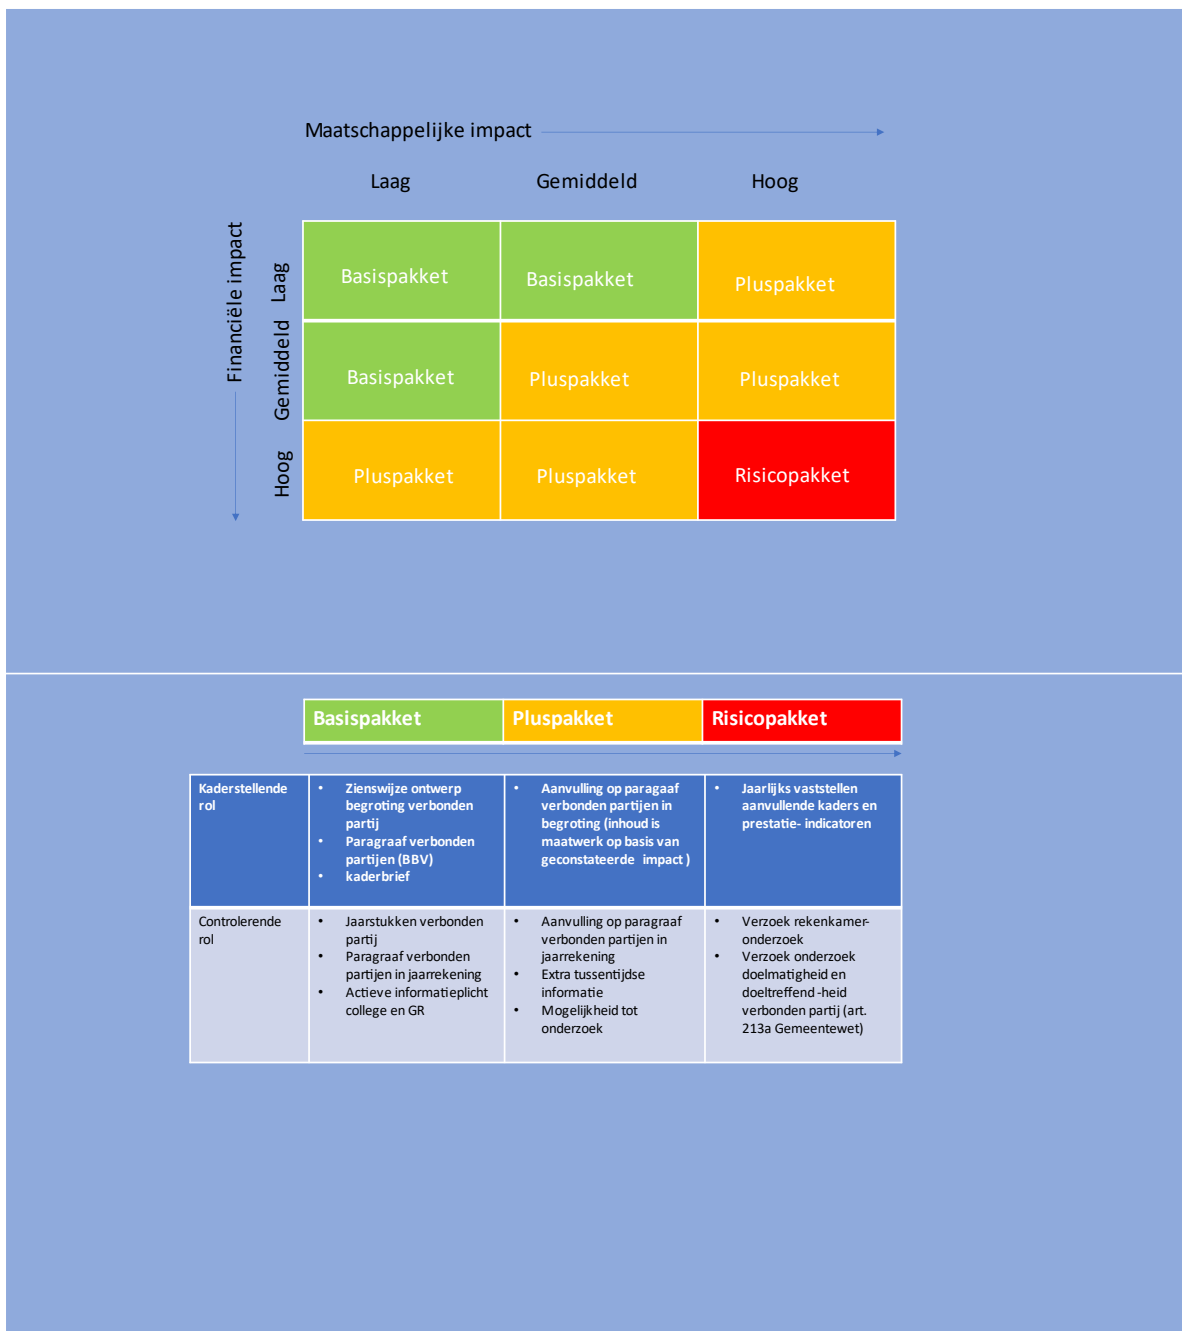 Maatschappelijke impact
Laag Gemiddeld Hoog
Financiële impact
Laag
Basispakket Basispakket Pluspakket
Gemiddeld
Basispakket Pluspakket Pluspakket
Hoog
Pluspakket Pluspakket Risicopakket
Basispakket Pluspakket Risicopakket
Kaderstellende
rol
• Zienswijze ontwerp
begroting verbonden
partij
• Paragraaf verbonden
partijen (BBV)
• kaderbrief
• Aanvulling op paragaaf
verbonden partijen in
begroting (inhoud is
maatwerk op basis van
geconstateerde impact )
• Jaarlijks vaststellen
aanvullende kaders en
prestatie- indicatoren
Controlerende
rol
• Jaarstukken verbonden
partij
• Paragraaf verbonden
partijen in jaarrekening
• Actieve informatieplicht
college en GR
• Aanvulling op paragraaf
verbonden partijen in
jaarrekening
• Extra tussentijdse
informatie
• Mogelijkheid tot
onderzoek
• Verzoek rekenkamer-
onderzoek
• Verzoek onderzoek
doelmatigheid en
doeltreffend -heid
verbonden partij (art.
213a Gemeentewet)